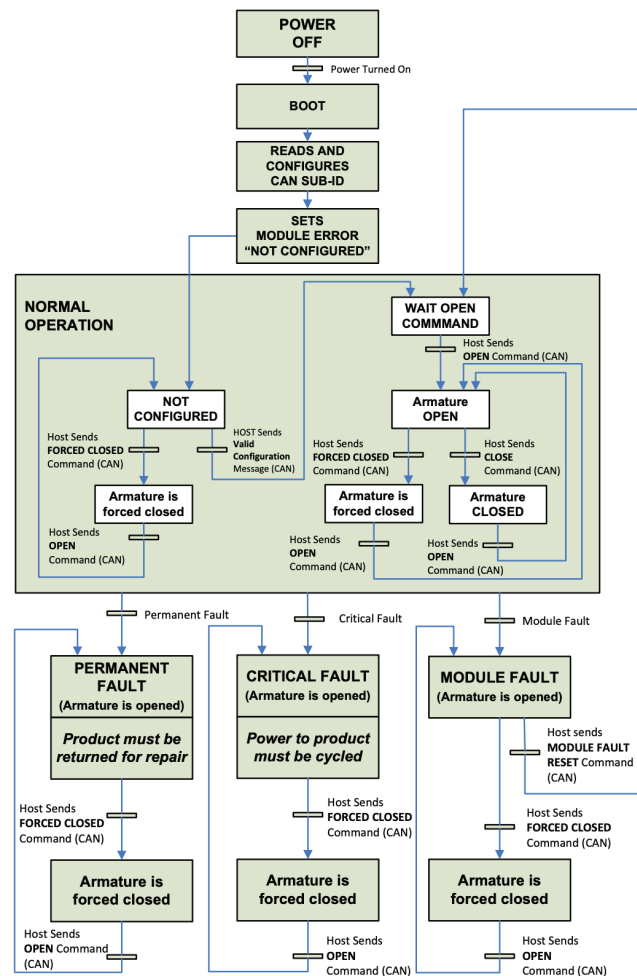 POWER
OFF
Power Turned On
BOOT
READS AND
CONFIGURES
CAN SUB-ID
SETS
MODULE ERROR
“NOT CONFIGURED”
NORMAL
OPERATION
WAIT OPEN
COMMMAND
Host Sends
OPEN Command (CAN)
NOT
CONFIGURED
Armature
OPEN
Host Sends
FORCED CLOSED
Command (CAN)
HOST Sends
Valid
Configuration
Message (CAN)
Host Sends
FORCED CLOSED
Command (CAN)
Host Sends
CLOSE
Command (CAN)
Armature is
forced closed
Armature is
forced closed
Armature
CLOSED
Host Sends
OPEN
Command (CAN)
Host Sends
OPEN
Command (CAN)
Host Sends
OPEN
Command (CAN)
Permanent Fault
Critical Fault
Module Fault
PERMANENT
FAULT
(Armature is opened)
Product must be
returned for repair
CRITICAL FAULT
(Armature is opened)
Power to product
must be cycled
MODULE FAULT
(Armature is opened)
Host sends
MODULE FAULT
RESET Command
(CAN)
Host Sends
FORCED CLOSED
Command (CAN)
Host Sends
FORCED CLOSED
Command (CAN)
Host Sends
FORCED CLOSED
Command (CAN)
Armature is
forced closed
Armature is
forced closed
Armature is
forced closed
Host Sends
OPEN Command
(CAN)
Host Sends
OPEN
Command (CAN)
Host Sends
OPEN
Command (CAN)